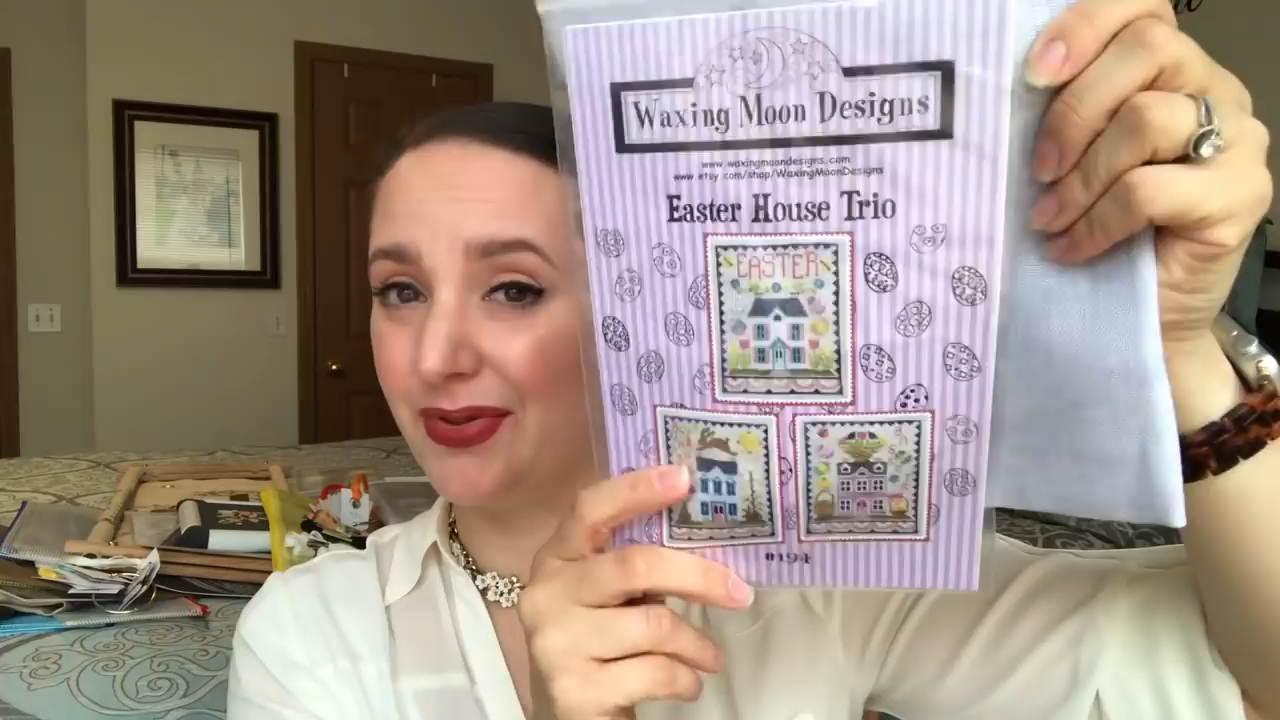 Waxing Moon Designs
www.waxingmoondesigns.com
www.etsy.com/shop/WaxingMoonDesigns
Easter House Trio
EASTER
#194